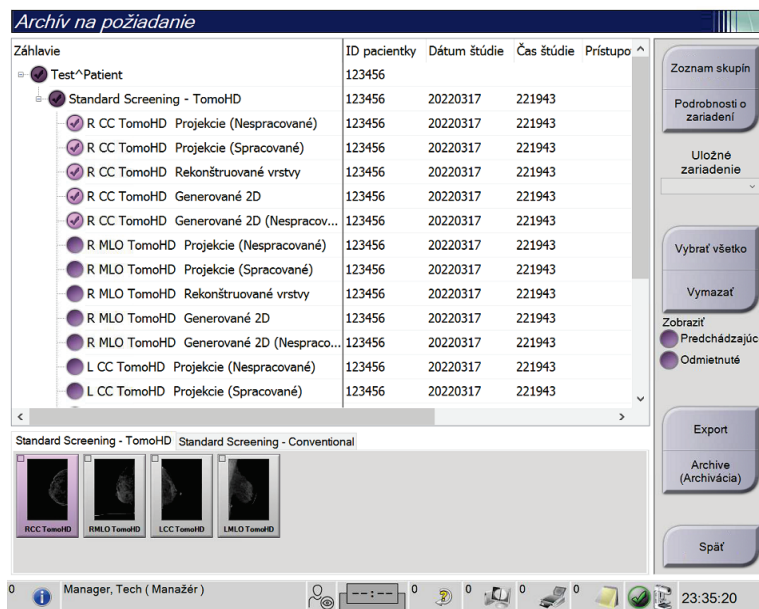 Archív na požiadanie
Záhlavie ID pacientky Dátum štúdie Čas štúdie Prístupo
Test^Patient 123456
Standard Screening - TomoHD 123456 20220317 221943
R CC TomoHD Projekcie (Nespracované) 123456 20220317 221943
R CC TomoHD Projekcie (Spracované) 123456 20220317 221943
R CC TomoHD Rekonštruované vrstvy 123456 20220317 221943
R CC TomoHD Generované 2D 123456 20220317 221943
R CC TomoHD Generované 2D (Nespracov... 123456 20220317 221943
R MLO TomoHD Projekcie (Nespracované) 123456 20220317 221943
R MLO TomoHD Projekcie (Spracované) 123456 20220317 221943
R MLO TomoHD Rekonštruované vrstvy 123456 20220317 221943
R MLO TomoHD Generované 2D 123456 20220317 221943
R MLO TomoHD Generované 2D (Nespraco... 123456 20220317 221943
L CC TomoHD Projekcie (Nespracované) 123456 20220317 221943
L CC TomoHD Projekcie (Spracované) 123456 20220317 221943
Standard Screening - TomoHD Standard Screening - Conventional
RCC TomoHD RMLO TomoHD LCC TomoHD LMLO TomoHD
Zoznam skupín
Podrobnosti o
zariadení
Uložné
zariadenie
Vybrať všetko
Vymazať
Zobraziť
Predchádzajúc
Odmietnuté
Export
Archive
(Archivácia)
Späť
0 Manager, Tech ( Manažér ) --:-- 0 0 0 0 23:35:20